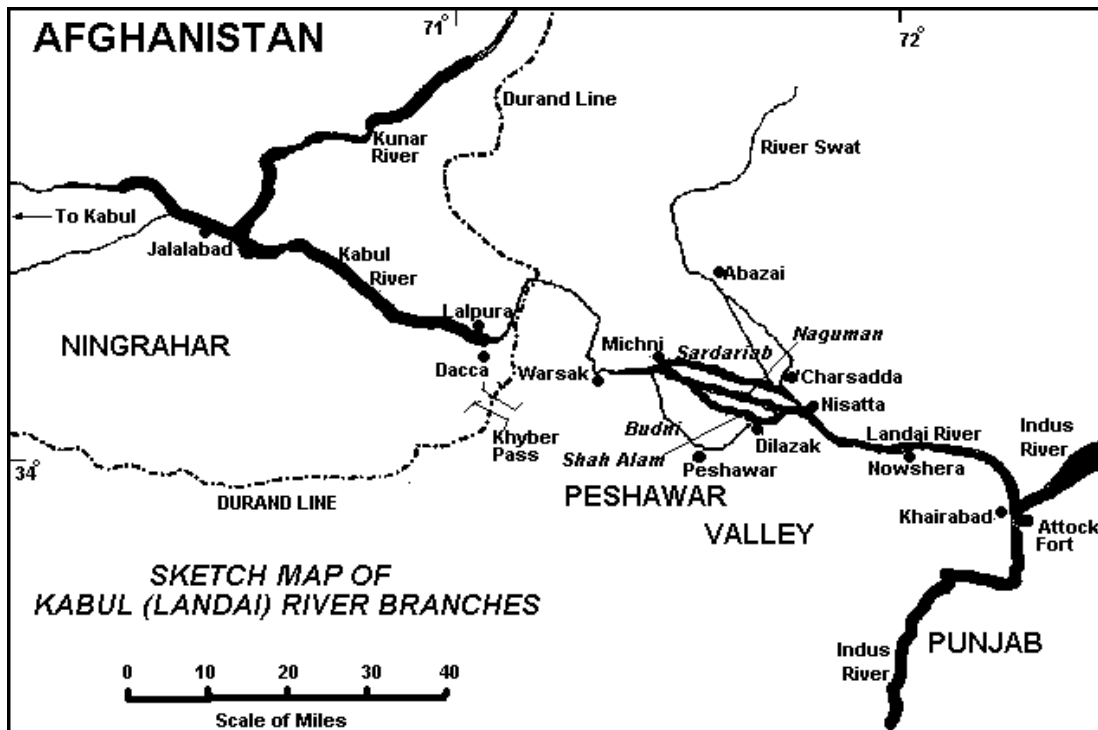 AFGHANISTAN
71°
72°
Durand Line
Kunar
River
River Swat
To Kabul
Jalalabad
Kabul
River
Abazai
Lalpura
Naguman
NINGRAHAR
Michni
Sardariab
Dacca
Warsak
Charsadda
Nisatta
Budni
Khyber
Pass
Shah Alam
Dilazak
Landai River
Indus
River
34°
Peshawar
Nowshera
DURAND LINE
PESHAWAR
VALLEY
Khairabad
Attock
Fort
SKETCH MAP OF
KABUL (LANDAI) RIVER BRANCHES
PUNJAB
Indus
River
0 10 20 30 40
Scale of Miles